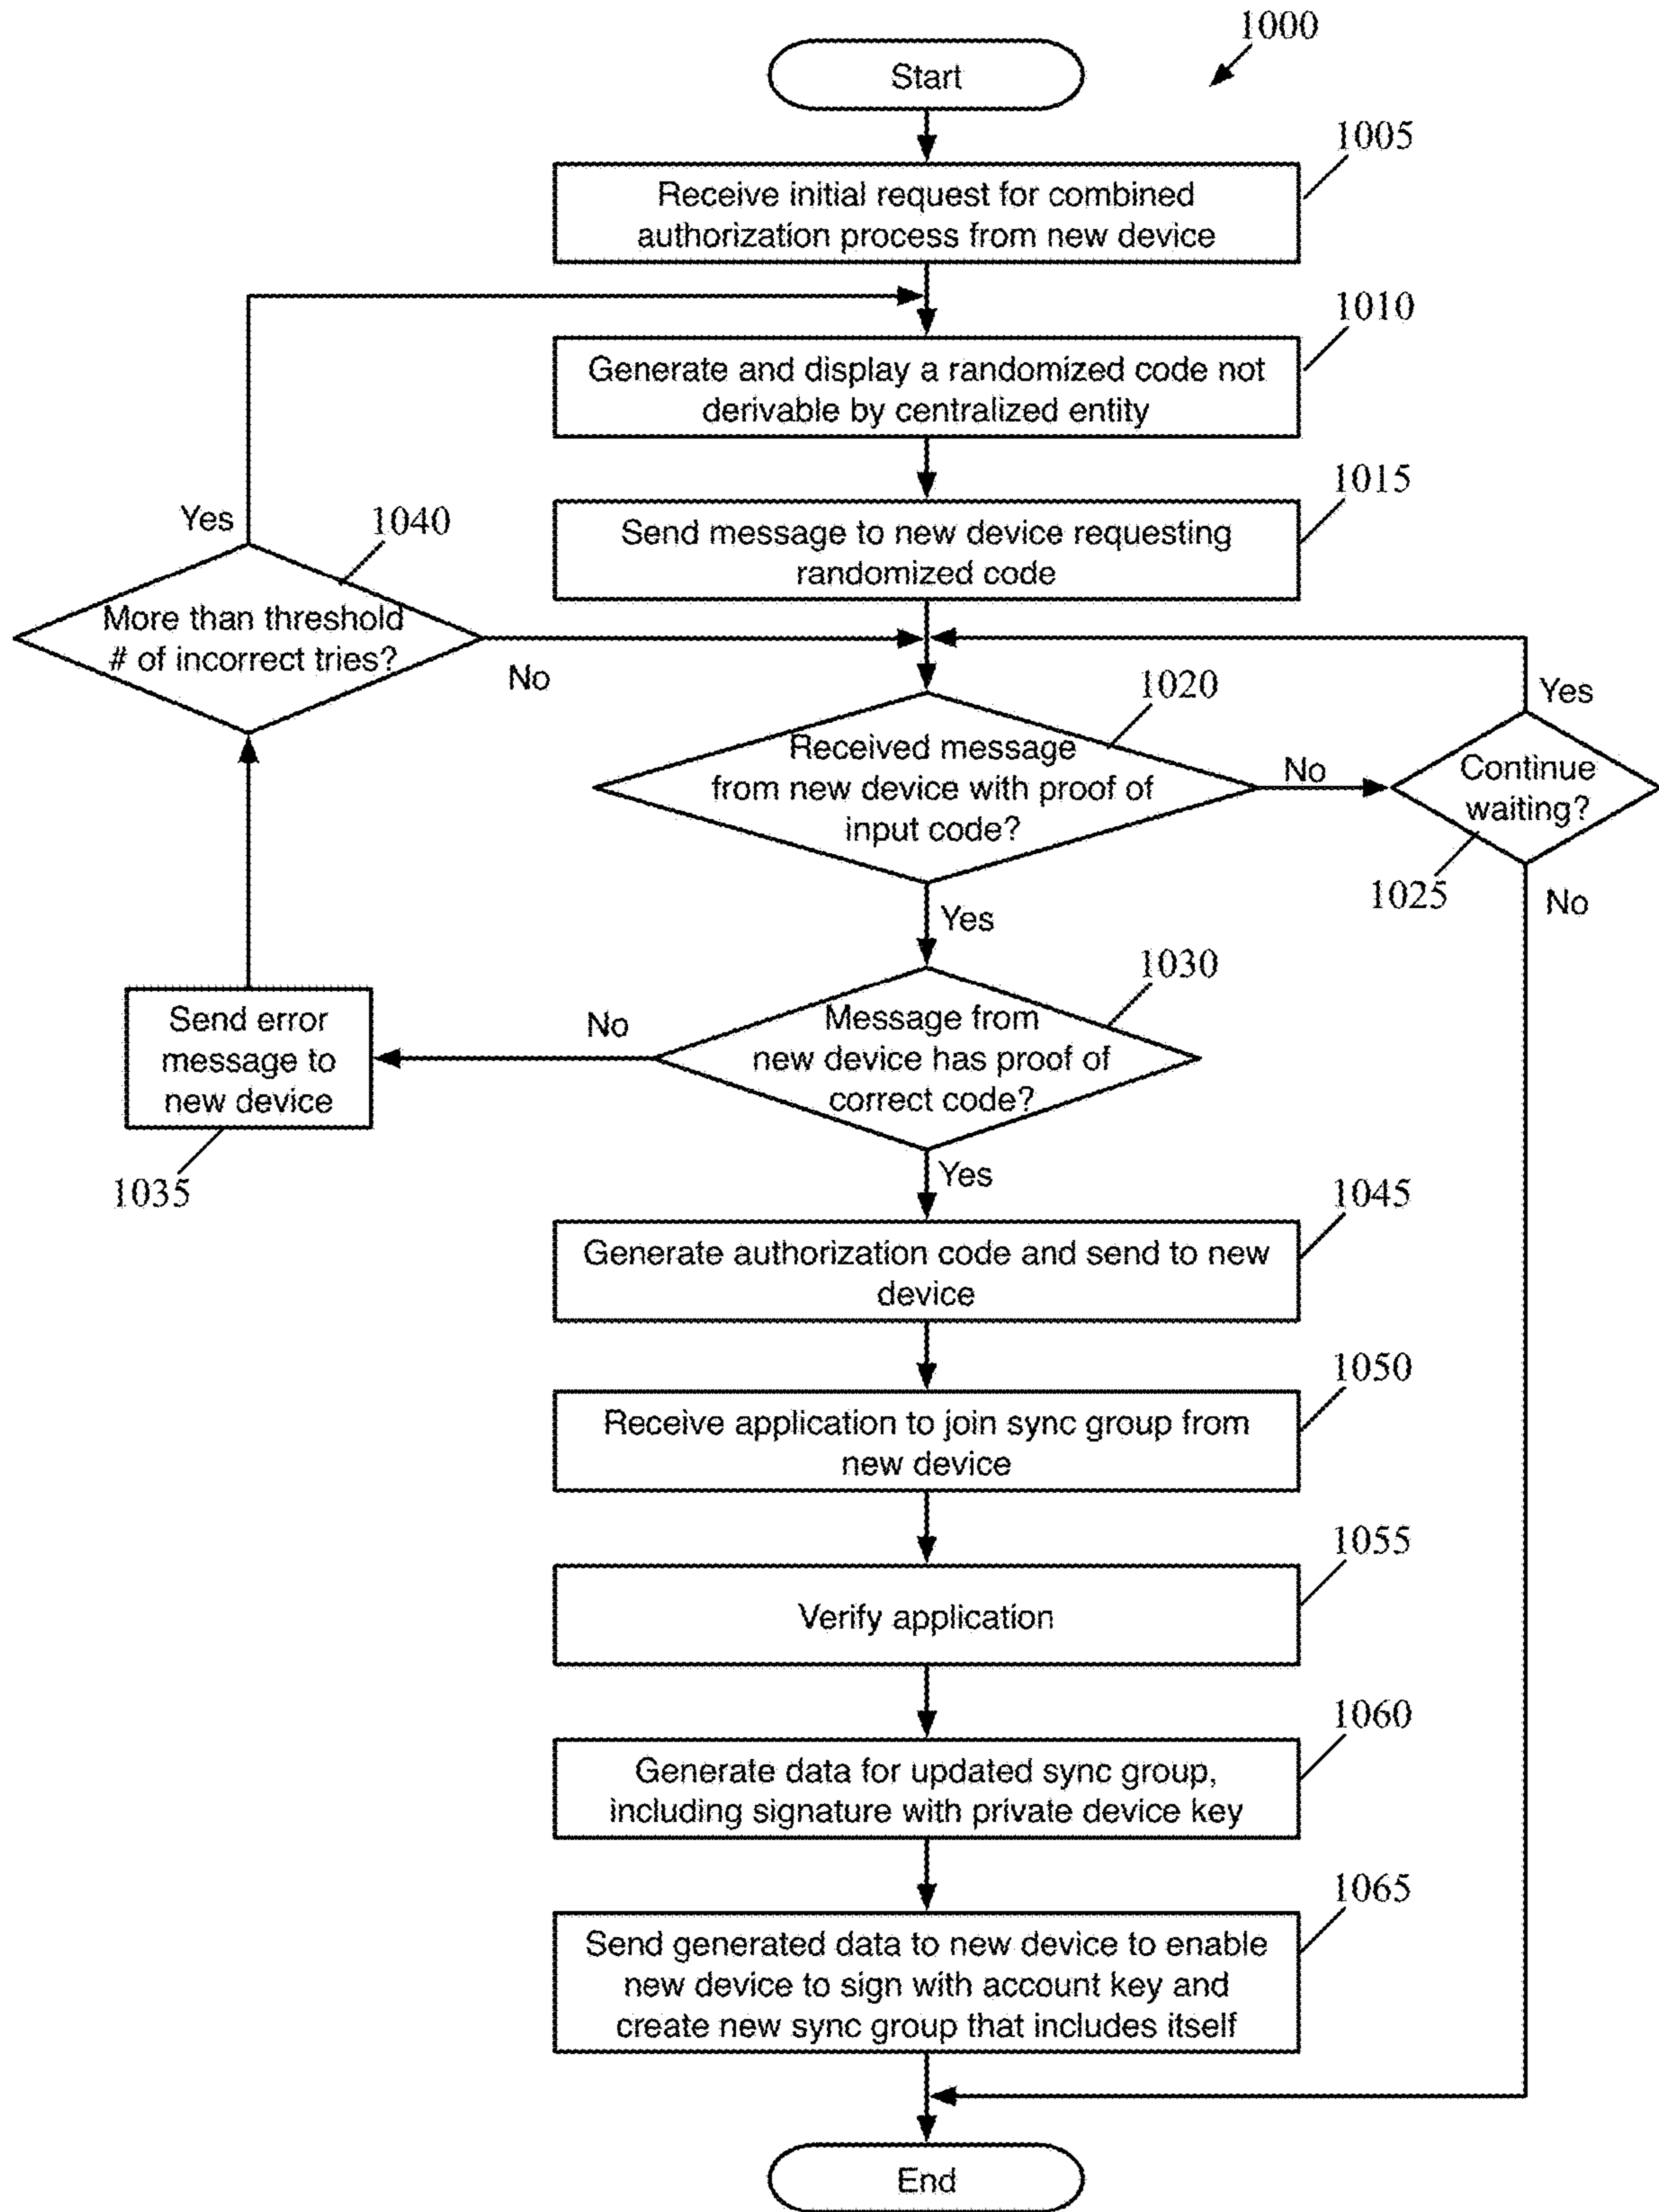 1000
Start
1005
Receive initial request for combined
authorization process from new device
1010
Generate and display a randomized code not
derivable by centralized entity
1015
Send message to new device requesting
randomized code
Yes
1040
More than threshold
# of incorrect tries?
No
1020
Received message
from new device with proof of
input code?
No
Yes
Continue
waiting?
1025
No
Yes
1030
Message from
new device has proof of
correct code?
No
Send error
message to
new device
1035
Yes
1045
Generate authorization code and send to new
device
1050
Receive application to join sync group from
new device
1055
Verify application
1060
Generate data for updated sync group,
including signature with private device key
1065
Send generated data to new device to enable
new device to sign with account key and
create new sync group that includes itself
End